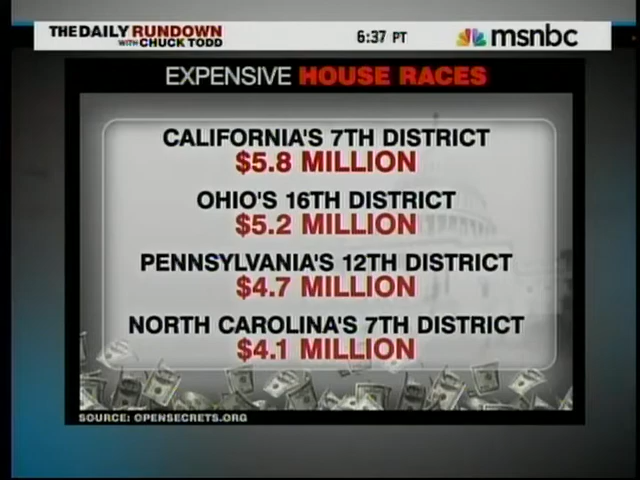 THE DAILY RUNDOWN
WITH CHUCK TODD
6:37 PT
msnbc
EXPENSIVE HOUSE RACES
CALIFORNIA'S 7TH DISTRICT
$5.8 MILLION
OHIO'S 16TH DISTRICT
$5.2 MILLION
PENNSYLVANIA'S 12TH DISTRICT
$4.7 MILLION
NORTH CAROLINA'S 7TH DISTRICT
$4.1 MILLION
SOURCE: OPENSECRETS.ORG